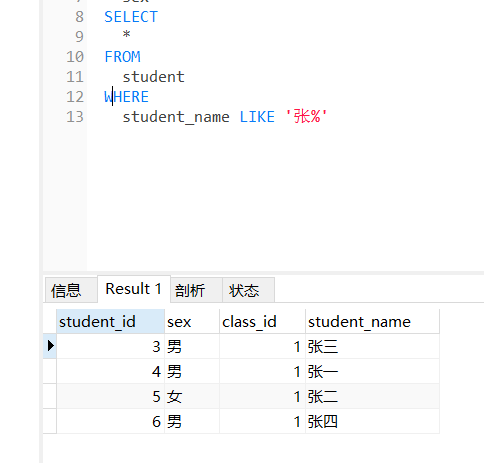 sex
8 SELECT
9 *
10 FROM
11 student
12 WHERE
13 student_name LIKE '张%'
信息 Result 1 剖析 状态
student_id sex class_id student_name
3 男 1 张三
4 男 1 张一
5 女 1 张二
6 男 1 张四